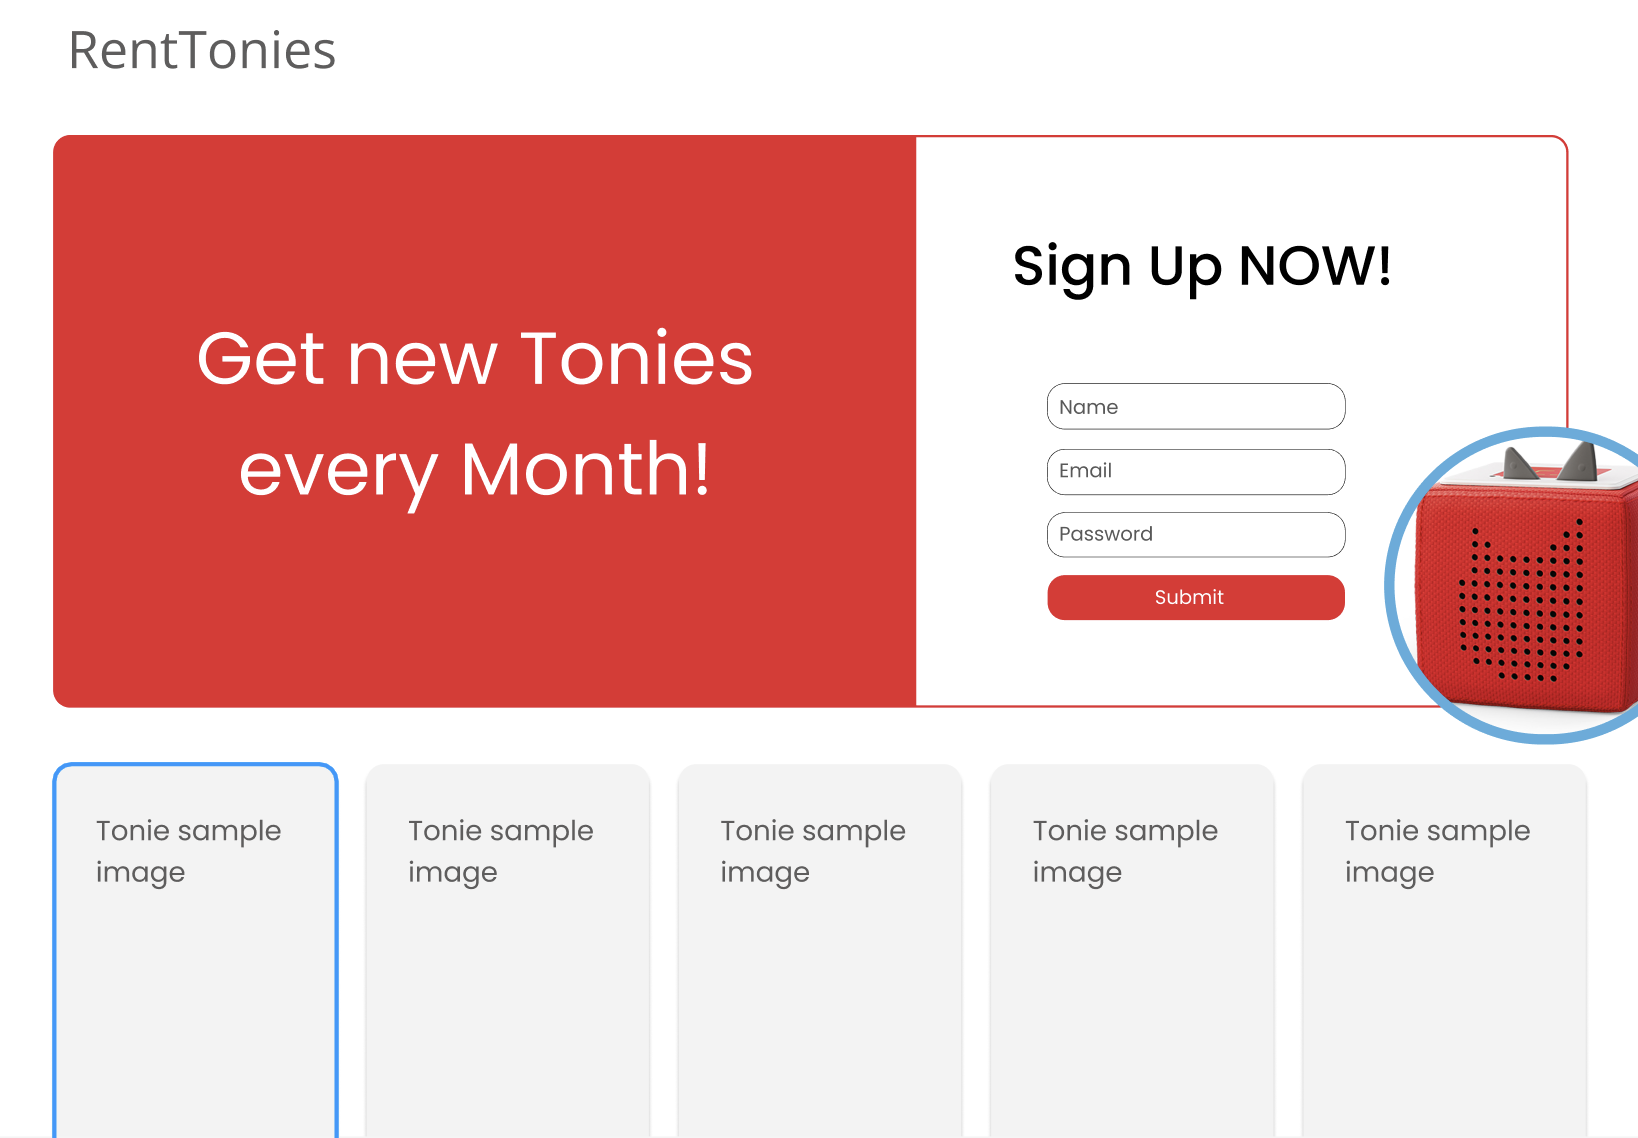 RentTonies
Get new Tonies
every Month!
Sign Up NOW!
Name
Email
Password
Submit
Tonie sample
image
Tonie sample
image
Tonie sample
image
Tonie sample
image
Tonie sample
image